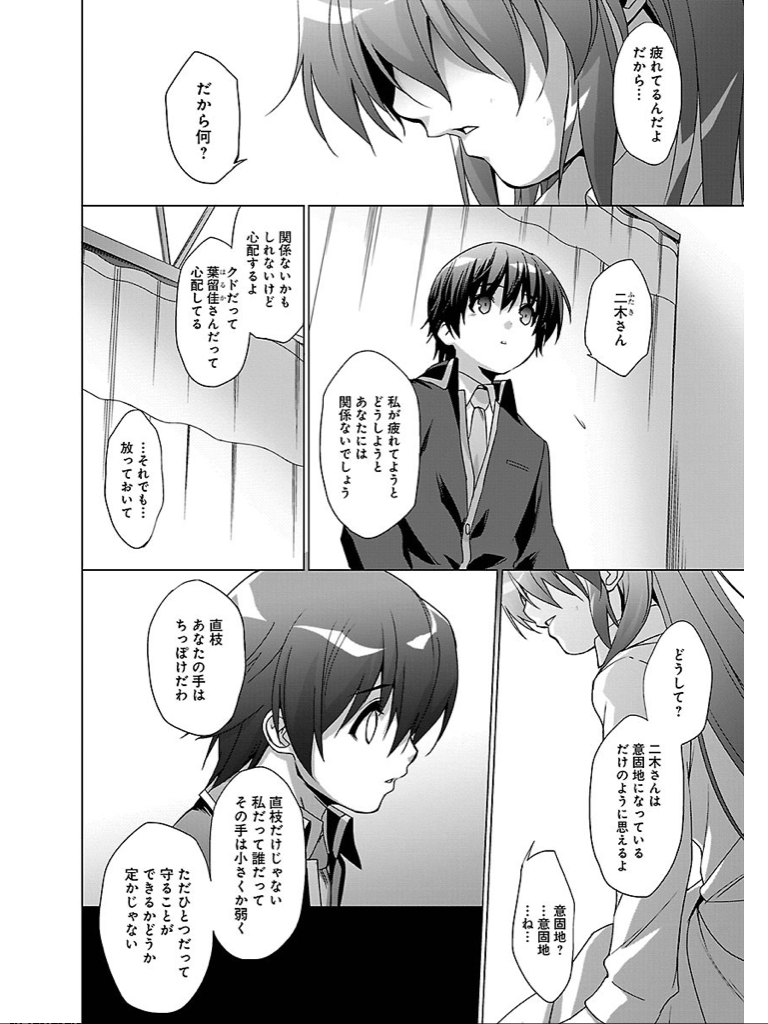 疲れてるんだよ
だから…
だから何?
二木さん
ふたき
私が疲れてようと
どうしようと
あなたには
関係ないでしょう
関係ないかも
しれないけど
心配するよ
クドだって
葉留佳さんだって
はるか
心配してる
…それでも…
放っておいて
どうして?
二木さんは
意固地になっている
だけのように思えるよ
意固地?
…意固地
…ね…
直枝
あなたの手は
ちっぽけだわ
直枝だけじゃない
私だって誰だって
その手は小さくか弱く
ただひとつだって
守ることが
できるかどうか
定かじゃない